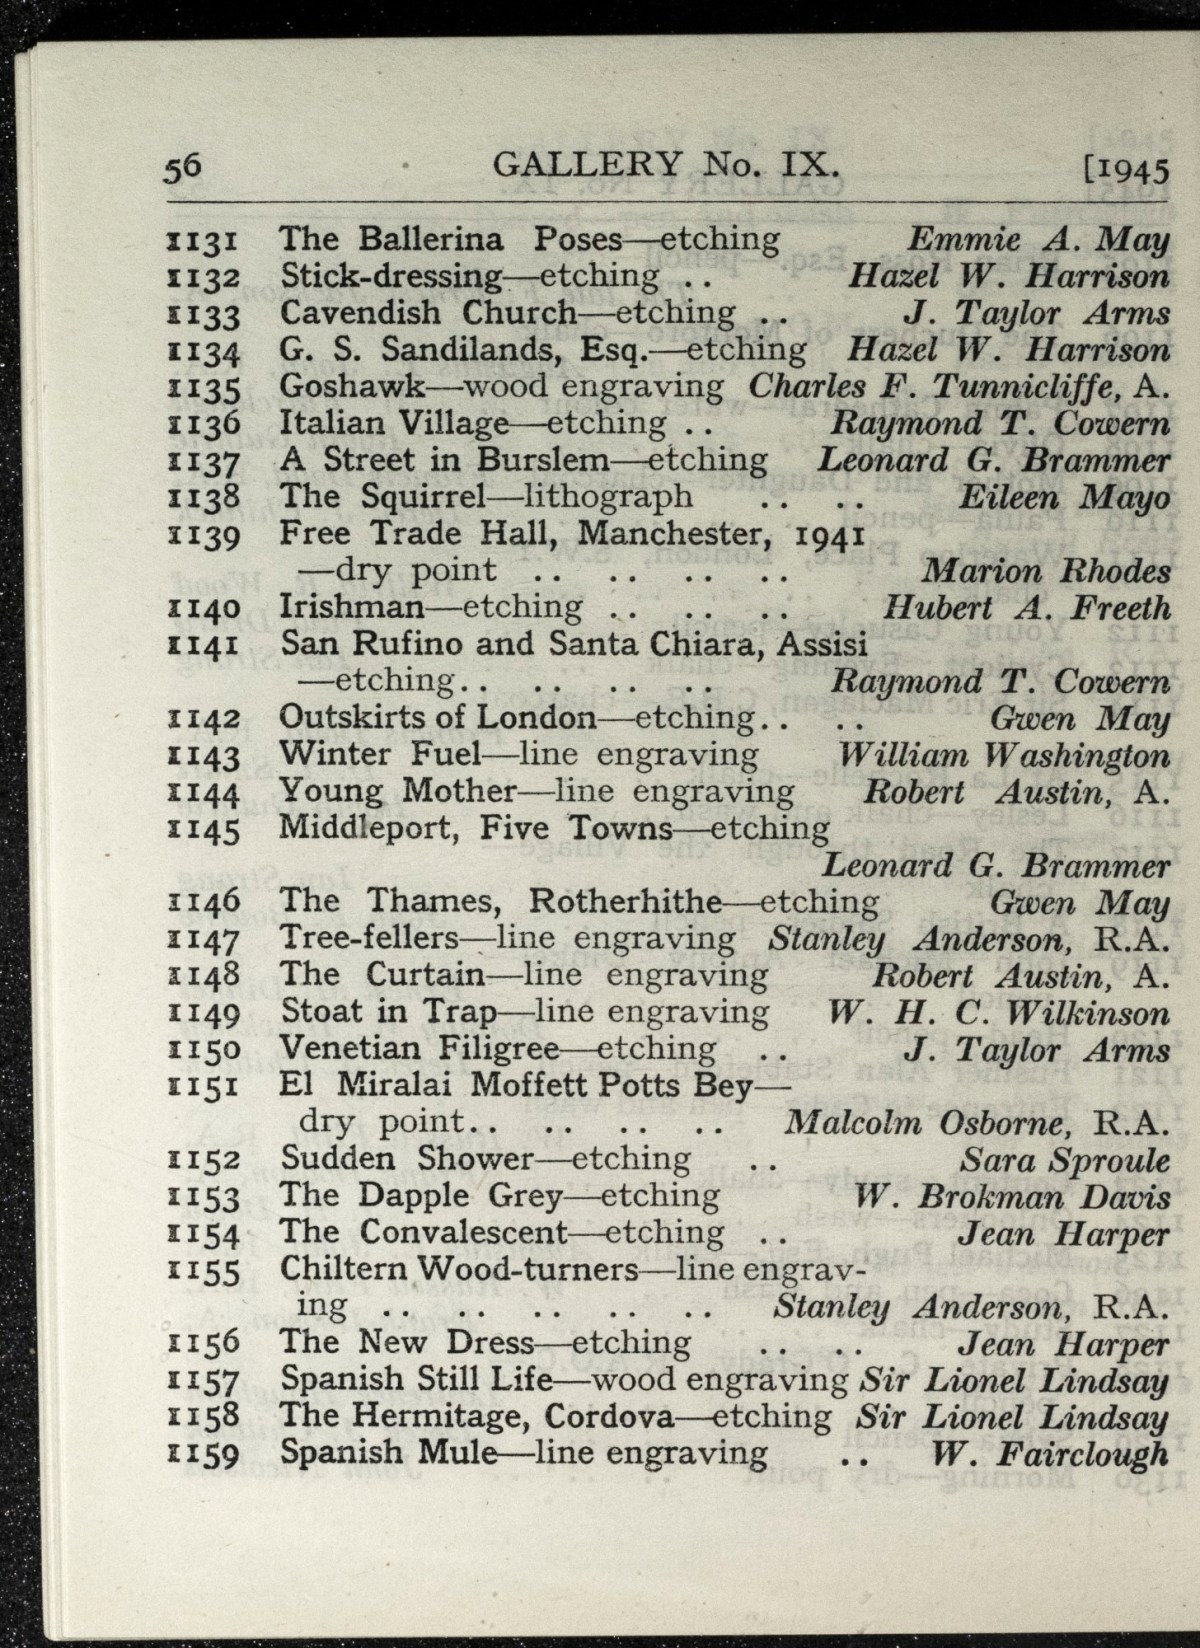 56 GALLERY No. IX. [1945
1131 The Ballerina Poses—etching Emmie A. May
1132 Stick-dressing—etching .. Hazel W. Harrison
1133 Cavendish Church—etching .. J. Taylor Arms
1134 G. S. Sandilands, Esq.—etching Hazel W. Harrison
1135 Goshawk—wood engraving Charles F. Tunnicliffe, A.
1136 Italian Village—etching .. Raymond T. Cowern
1137 A Street in Burslem—etching Leonard G. Brammer
1138 The Squirrel—lithograph .. .. Eileen Mayo
1139 Free Trade Hall, Manchester, 1941
—dry point .. .. .. .. Marion Rhodes
1140 Irishman—etching .. .. .. Hubert A. Freeth
1141 San Rufino and Santa Chiara, Assisi
—etching.. .. .. .. Raymond T. Cowern
1142 Outskirts of London—etching.. .. Gwen May
1143 Winter Fuel—line engraving William Washington
1144 Young Mother—line engraving Robert Austin, A.
1145 Middleport, Five Towns—etching
Leonard G. Brammer
1146 The Thames, Rotherhithe—etching Gwen May
1147 Tree-fellers—line engraving Stanley Anderson, R.A.
1148 The Curtain—line engraving Robert Austin, A.
1149 Stoat in Trap—line engraving W. H. C. Wilkinson
1150 Venetian Filigree—etching .. J. Taylor Arms
1151 El Miralai Moffett Potts Bey—
dry point.. .. .. .. Malcolm Osborne, R.A.
1152 Sudden Shower—etching .. Sara Sproule
1153 The Dapple Grey—etching W. Brokman Davis
1154 The Convalescent—etching .. Jean Harper
1155 Chiltern Wood-turners—line engrav-
ing .. .. .. .. .. Stanley Anderson, R.A.
1156 The New Dress—etching .. .. Jean Harper
1157 Spanish Still Life—wood engraving Sir Lionel Lindsay
1158 The Hermitage, Cordova—etching Sir Lionel Lindsay
1159 Spanish Mule—line engraving .. W. Fairclough